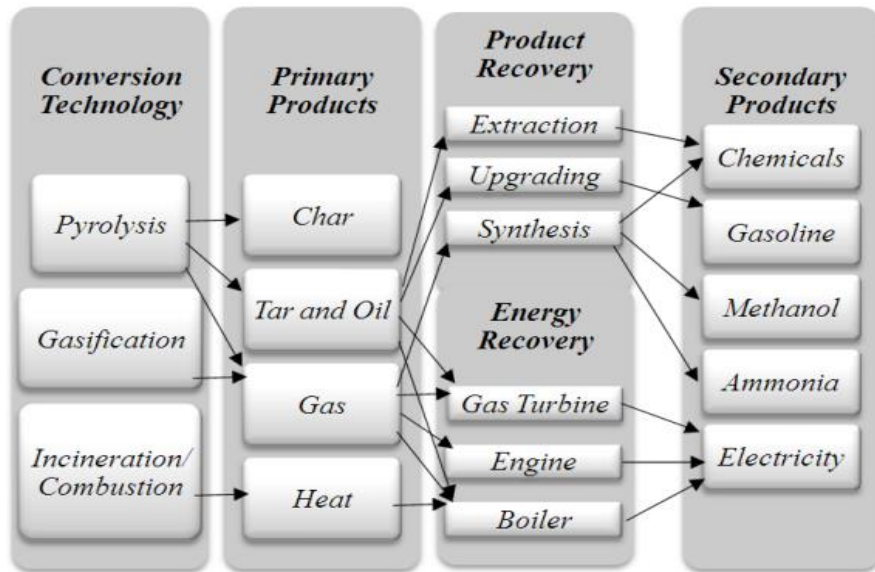 Conversion
Technology
Pyrolysis
Gasification
Incineration/
Combustion
Primary
Products
Char
Tar and Oil
Gas
Heat
Product
Recovery
Extraction
Upgrading
Synthesis
Energy
Recovery
Gas Turbine
Engine
Boiler
Secondary
Products
Chemicals
Gasoline
Methanol
Ammonia
Electricity